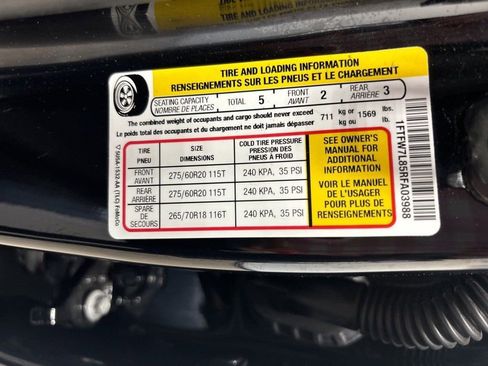 TIRE AND LOADING INFORMATION
RENSEIGNEMENTS SUR LES PNEUS ET LE CHARGEMENT
SEATING CAPACITY TOTAL 5 FRONT 2 REAR 3
NOMBRE DE PLACES AVANT ARRIÈRE
The combined weight of occupants and cargo should never exceed 711 kg or 1569 lbs.
Le poids total des occupants et du chargement ne doit jamais dépasser kg ou lb.
TIRE SIZE COLD TIRE PRESSURE
PNEU DIMENSIONS PRESSION DES PNEUS À FROID
FRONT AVANT 275/60R20 115T 240 KPA, 35 PSI
REAR ARRIÈRE 275/60R20 115T 240 KPA, 35 PSI
SPARE DE SECOURS 265/70R18 116T 240 KPA, 35 PSI
SEE OWNER'S
MANUAL FOR
ADDITIONAL
INFORMATION
VOIR LE MANUEL
DE L'USAGER
POUR PLUS DE
RENSEIGNEMENTS
1FTFW7L85RFA03988